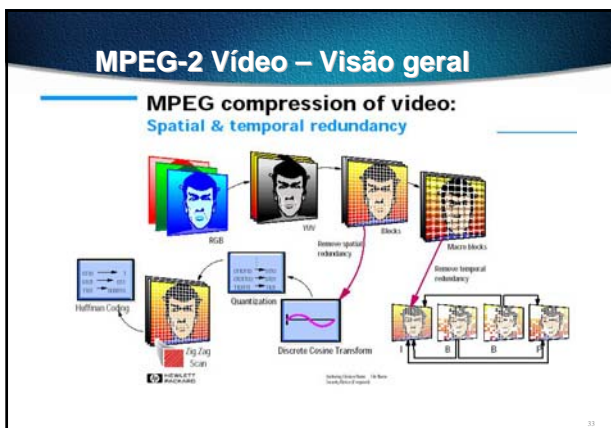 MPEG-2 Vídeo – Visão geral
MPEG compression of video:
Spatial & temporal redundancy
RGB
YUV
Blocks
Macro blocks
Remove spatial
redundancy
Remove temporal
redundancy
Huffman Coding
Quantization
Zig Zag
Scan
Discrete Cosine Transform
I
B
B
P
HEWLETT
PACKARD
33